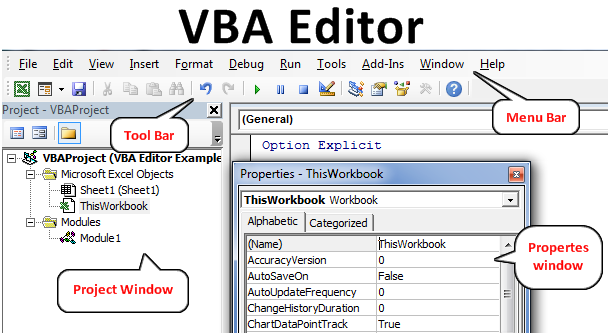 VBA Editor
File Edit View Insert Format Debug Run Tools Add-Ins Window Help
Tool Bar
Menu Bar
Project - VBAProject
(General)
Option Explicit
VBAProject (VBA Editor Example
Microsoft Excel Objects
Sheet1 (Sheet1)
ThisWorkbook
Modules
Module1
Project Window
Properties - ThisWorkbook
ThisWorkbook Workbook
Alphabetic Categorized
(Name) ThisWorkbook
AccuracyVersion 0
AutoSaveOn False
AutoUpdateFrequency 0
ChangeHistoryDuration 0
ChartDataPointTrack True
Propertes
window